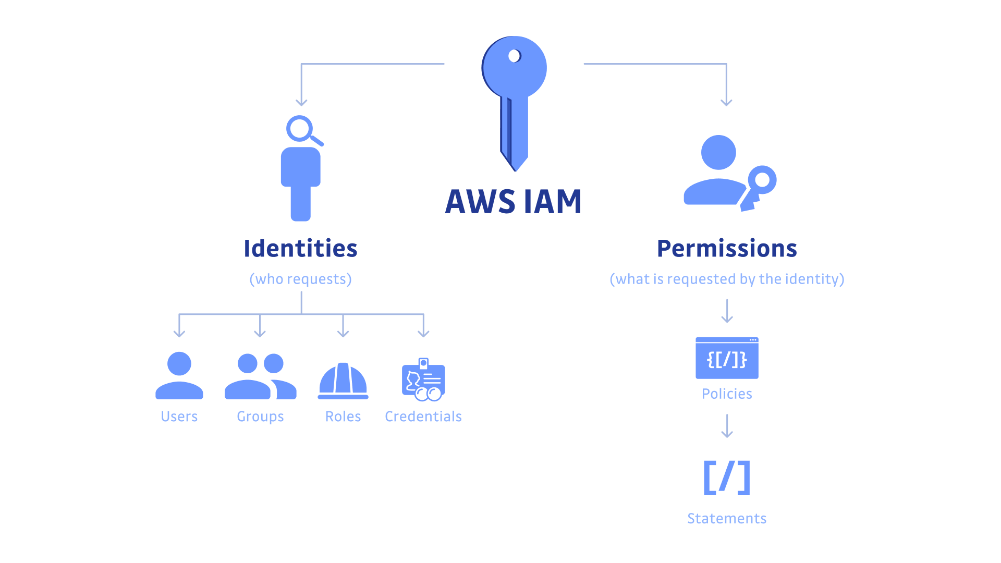 AWS IAM
Identities
(who requests)
Users
Groups
Roles
Credentials
Permissions
(what is requested by the identity)
{[/]}
Policies
[/]
Statements